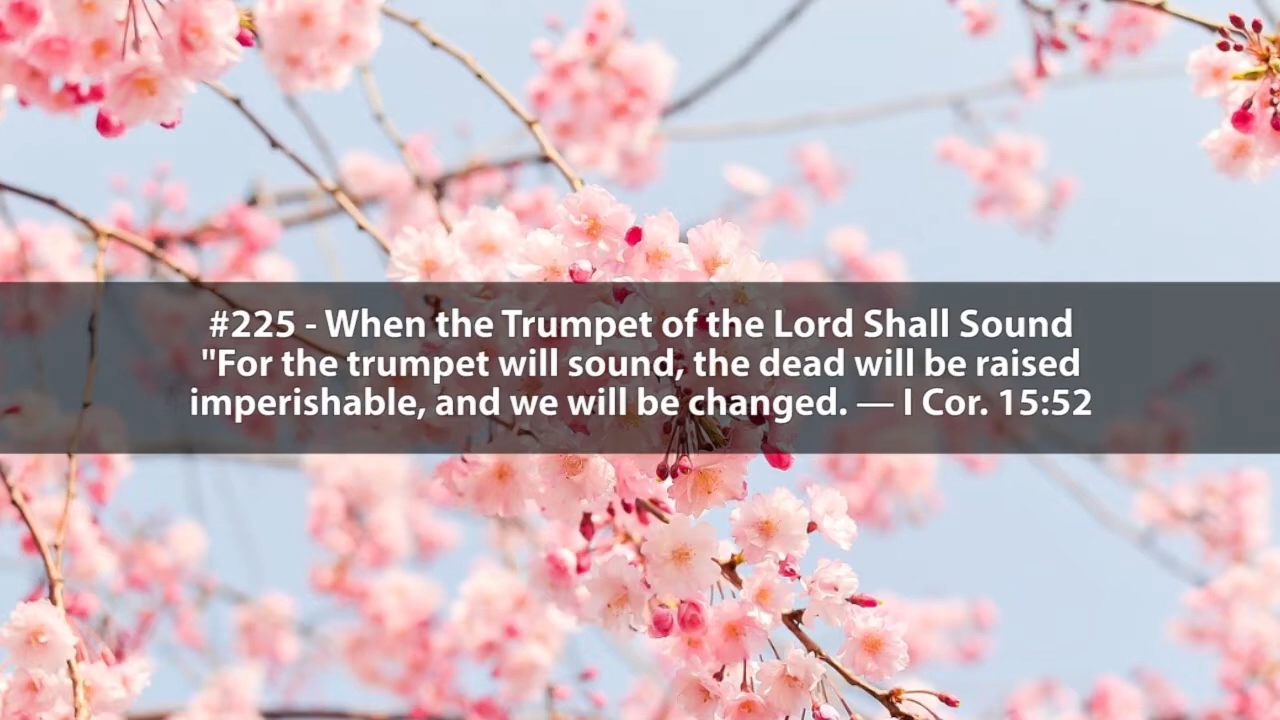 #225 - When the Trumpet of the Lord Shall Sound
"For the trumpet will sound, the dead will be raised
imperishable, and we will be changed. — I Cor. 15:52